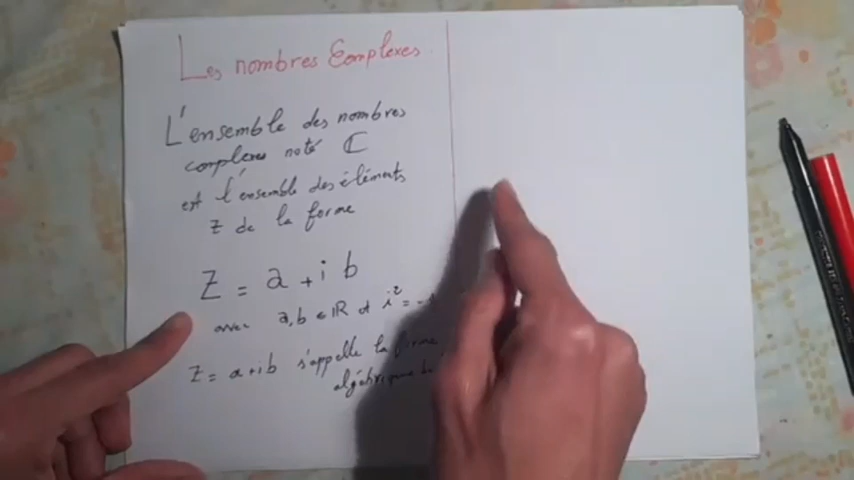 Les nombres Complexes
L'ensemble des nombres
complexes noté ℂ
est l'ensemble des éléments
z de la forme
z = a + i b
avec a,b ∈ ℝ et i² = -1
z = a + ib s'appelle la forme
algébrique